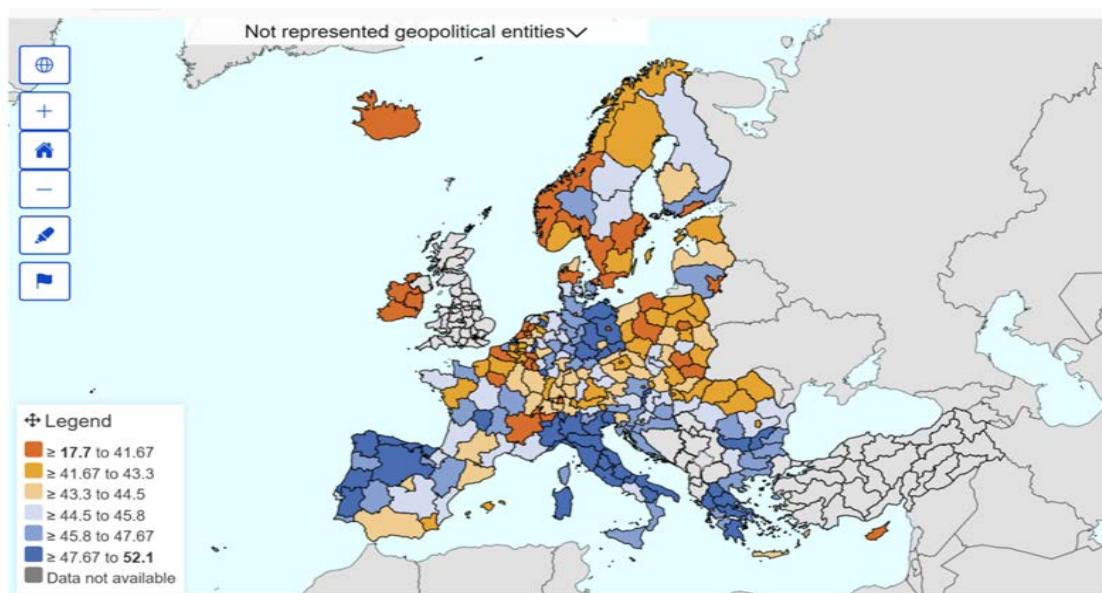 Not represented geopolitical entities
Legend
≥ 17.7 to 41.67
≥ 41.67 to 43.3
≥ 43.3 to 44.5
≥ 44.5 to 45.8
≥ 45.8 to 47.67
≥ 47.67 to 52.1
Data not available